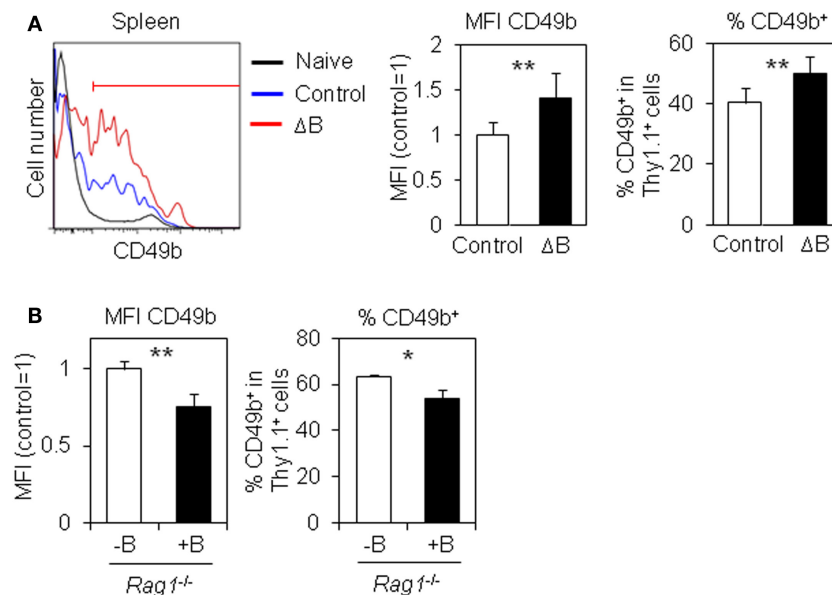 A
Spleen
Cell number
CD49b
Naive
Control
ΔB
MFI CD49b
MFI (control=1)
2
1.5
1
0.5
0
**
Control ΔB
% CD49b⁺
% CD49b⁺ in
Thy1.1⁺ cells
60
40
20
0
**
Control ΔB
B
MFI CD49b
MFI (control=1)
1
0.5
0
**
-B +B
Rag1⁻/⁻
% CD49b⁺
% CD49b⁺ in
Thy1.1⁺ cells
80
60
40
20
0
*
-B +B
Rag1⁻/⁻